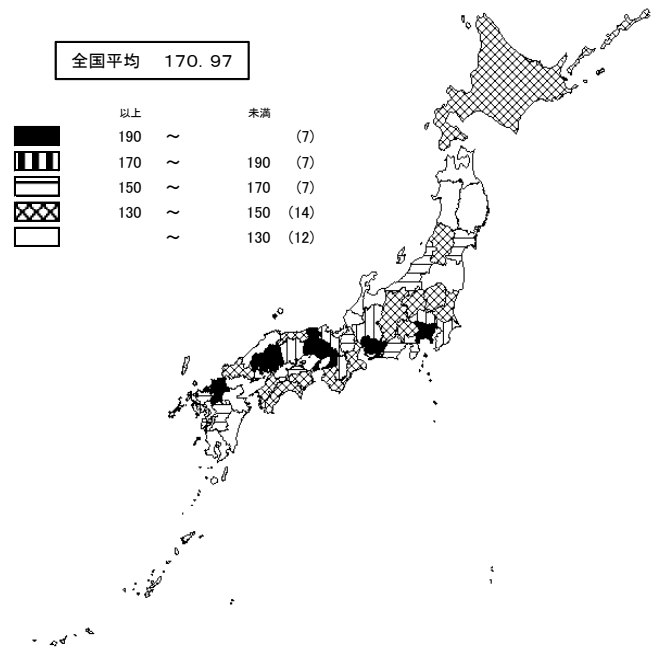 全国平均　170.97
以上　未満
190　～　(7)
170　～　190　(7)
150　～　170　(7)
130　～　150　(14)
～　130　(12)